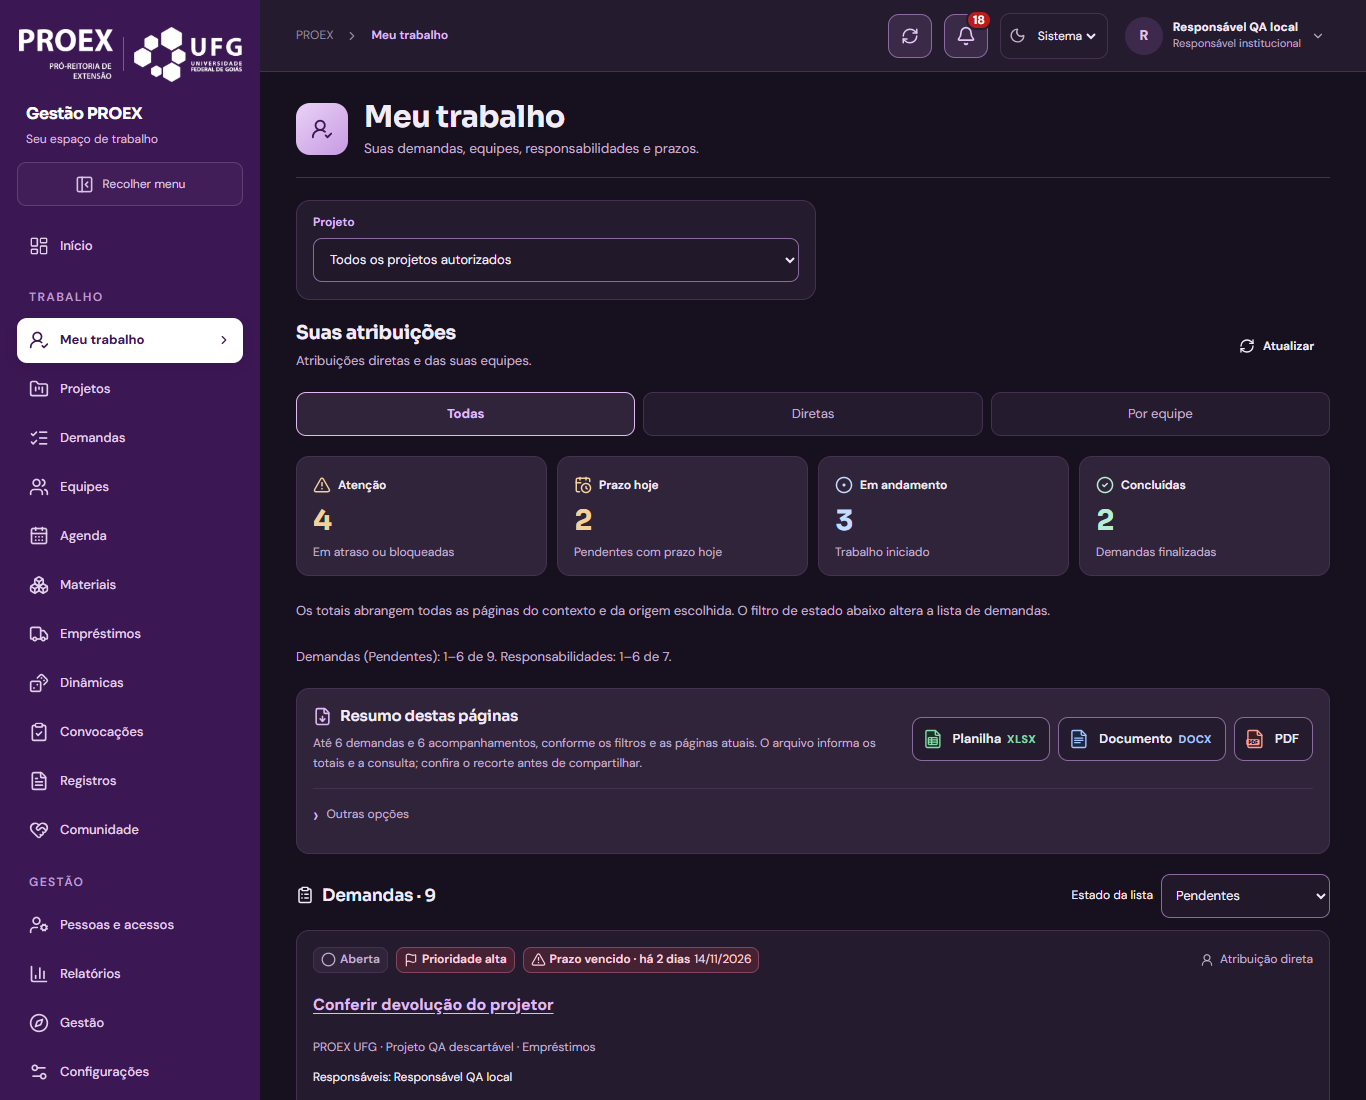 PROEX
PRÓ-REITORIA DE
EXTENSÃO
UFG
UNIVERSIDADE
FEDERAL DE GOIÁS
Gestão PROEX
Seu espaço de trabalho
Recolher menu
Início
TRABALHO
Meu trabalho
Projetos
Demandas
Equipes
Agenda
Materiais
Empréstimos
Dinâmicas
Convocações
Registros
Comunidade
GESTÃO
Pessoas e acessos
Relatórios
Gestão
Configurações
PROEX
Meu trabalho
18
Sistema
R
Responsável QA local
Responsável institucional
Meu trabalho
Suas demandas, equipes, responsabilidades e prazos.
Projeto
Todos os projetos autorizados
Suas atribuições
Atribuições diretas e das suas equipes.
Atualizar
Todas
Diretas
Por equipe
Atenção
4
Em atraso ou bloqueadas
Prazo hoje
2
Pendentes com prazo hoje
Em andamento
3
Trabalho iniciado
Concluídas
2
Demandas finalizadas
Os totais abrangem todas as páginas do contexto e da origem escolhida. O filtro de estado abaixo altera a lista de demandas.
Demandas (Pendentes): 1–6 de 9. Responsabilidades: 1–6 de 7.
Resumo destas páginas
Até 6 demandas e 6 acompanhamentos, conforme os filtros e as páginas atuais. O arquivo informa os
totais e a consulta; confira o recorte antes de compartilhar.
Planilha XLSX
Documento DOCX
PDF
Outras opções
Demandas · 9
Estado da lista
Pendentes
Aberta
Prioridade alta
Prazo vencido · há 2 dias 14/11/2026
Atribuição direta
Conferir devolução do projetor
PROEX UFG · Projeto QA descartável · Empréstimos
Responsáveis: Responsável QA local